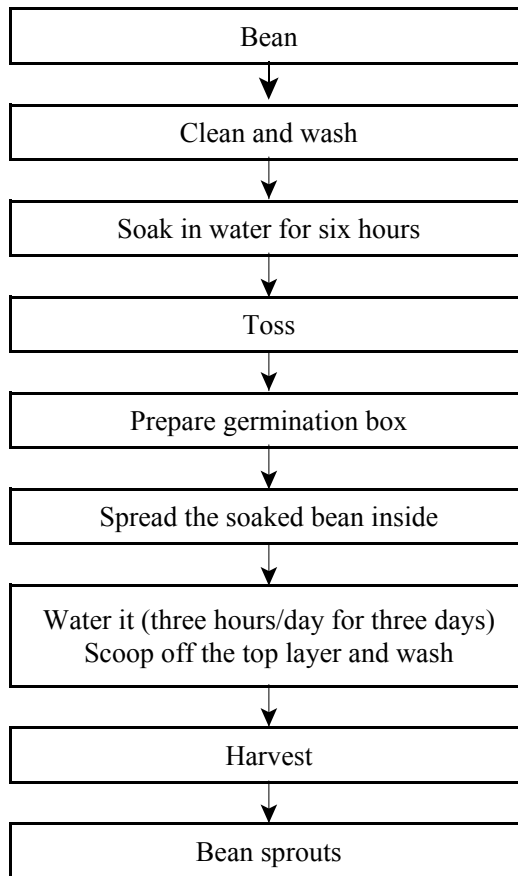 Bean
Clean and wash
Soak in water for six hours
Toss
Prepare germination box
Spread the soaked bean inside
Water it (three hours/day for three days)
Scoop off the top layer and wash
Harvest
Bean sprouts